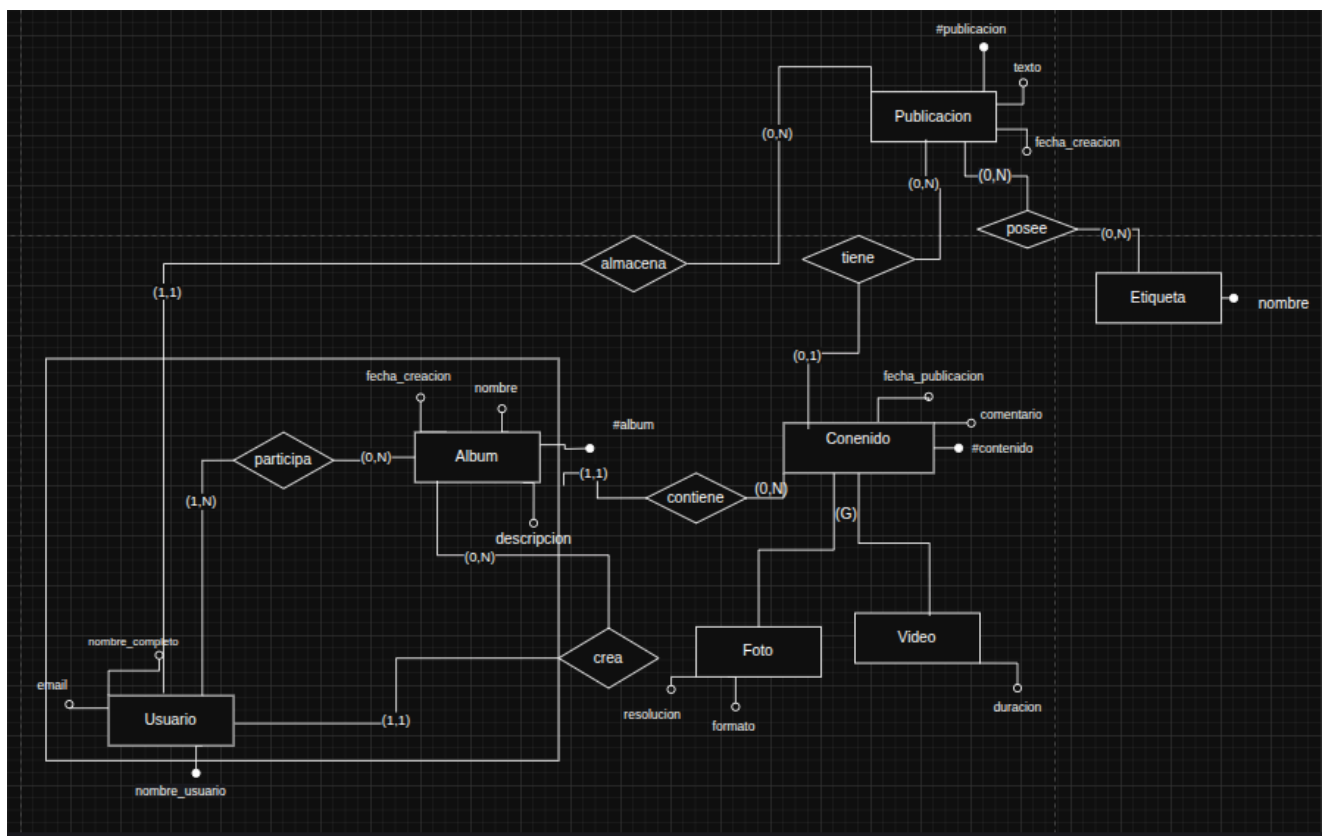 #publicacion
texto
Publicacion
(0,N)
fecha_creacion
(0,N)
(0,N)
posee
(0,N)
almacena
tiene
(1,1)
Etiqueta
nombre
(0,1)
fecha_creacion
nombre
fecha_publicacion
#album
comentario
Conenido
#contenido
participa
(0,N)
Album
(1,1)
contiene
(0,N)
(1,N)
(G)
descripcion
(0,N)
nombre_completo
Video
Foto
crea
email
Usuario
(1,1)
resolucion
formato
duracion
nombre_usuario